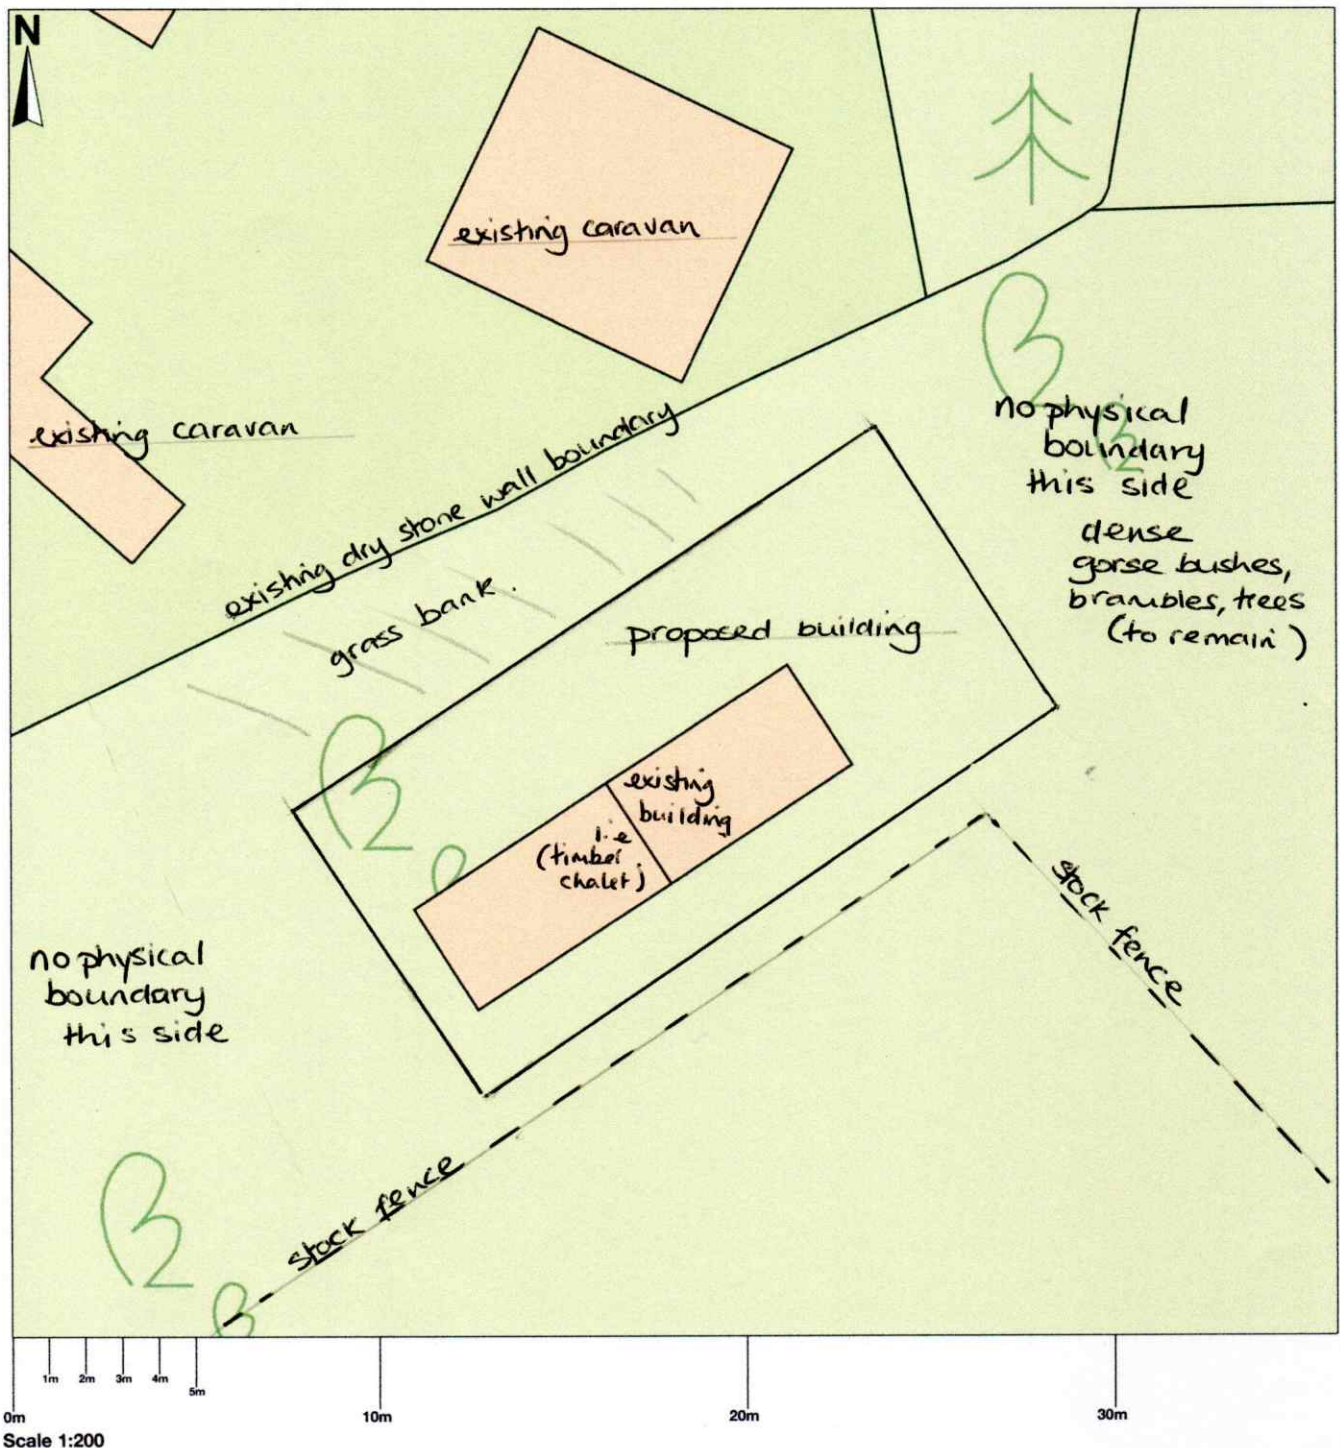 N
existing caravan
existing caravan
existing dry stone wall boundary
grass bank.
no physical
boundary
this side
dense
gorse bushes,
brambles, trees
(to remain)
proposed building
existing
building
i.e
(timber
chalet)
stock fence
no physical
boundary
this side
stock fence
1m 2m 3m 4m
5m
0m 10m 20m 30m
Scale 1:200